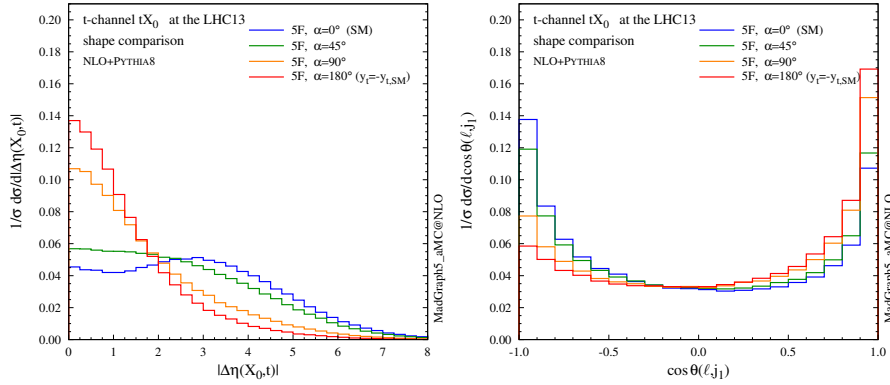 t-channel tX0 at the LHC13
shape comparison
NLO+PYTHIA8
5F, α=0° (SM)
5F, α=45°
5F, α=90°
5F, α=180° (yt=-yt,SM)
1/σ dσ/d|Δη(X0,t)|
0.20
0.18
0.16
0.14
0.12
0.10
0.08
0.06
0.04
0.02
0.00
0 1 2 3 4 5 6 7 8
|Δη(X0,t)|
MadGraph5_aMC@NLO
t-channel tX0 at the LHC13
shape comparison
NLO+PYTHIA8
5F, α=0° (SM)
5F, α=45°
5F, α=90°
5F, α=180° (yt=-yt,SM)
1/σ dσ/dcosθ(ℓ,j1)
0.20
0.18
0.16
0.14
0.12
0.10
0.08
0.06
0.04
0.02
0.00
-1.0 -0.5 0.0 0.5 1.0
cosθ(ℓ,j1)
MadGraph5_aMC@NLO